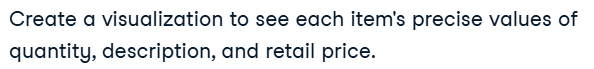 Create a visualization to see each item's precise values of
quantity, description, and retail price.